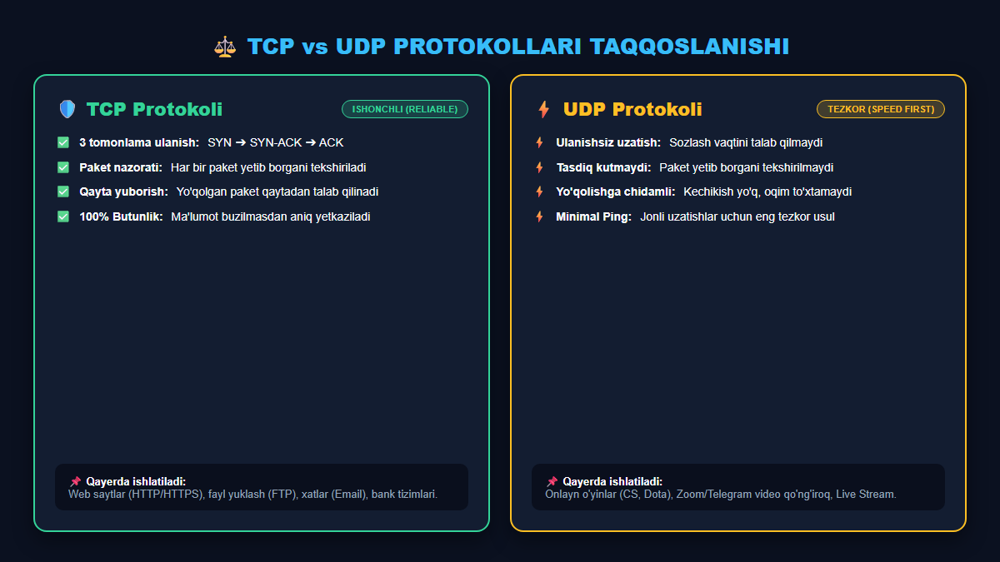 ⚖️ TCP vs UDP PROTOKOLLARI TAQQOSLANISHI
🛡️ TCP Protokoli
ISHONCHLI (RELIABLE)
✅ 3 tomonlama ulanish: SYN ➔ SYN-ACK ➔ ACK
✅ Paket nazorati: Har bir paket yetib borgani tekshiriladi
✅ Qayta yuborish: Yo'qolgan paket qaytadan talab qilinadi
✅ 100% Butunlik: Ma'lumot buzilmasdan aniq yetkaziladi
📌 Qayerda ishlatiladi:
Web saytlar (HTTP/HTTPS), fayl yuklash (FTP), xatlar (Email), bank tizimlari.
⚡ UDP Protokoli
TEZKOR (SPEED FIRST)
⚡ Ulanishsiz uzatish: Sozlash vaqtini talab qilmaydi
⚡ Tasdiq kutmaydi: Paket yetib borgani tekshirilmaydi
⚡ Yo'qolishga chidamli: Kechikish yo'q, oqim to'xtamaydi
⚡ Minimal Ping: Jonli uzatishlar uchun eng tezkor usul
📌 Qayerda ishlatiladi:
Onlayn o'yinlar (CS, Dota), Zoom/Telegram video qo'ng'iroq, Live Stream.